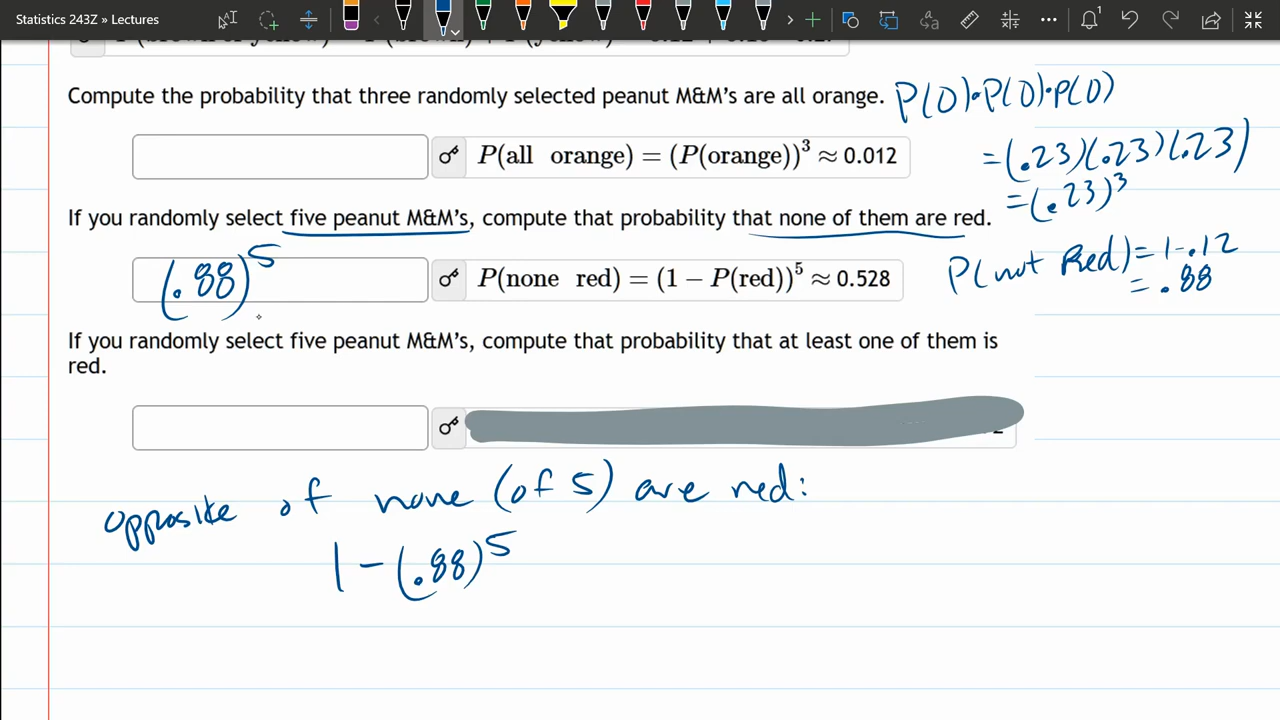 Statistics 243Z » Lectures
Compute the probability that three randomly selected peanut M&M's are all orange.
P(O)·P(O)·P(O)
P(all orange) = (P(orange))³ ≈ 0.012
=(.23)(.23)(.23)
=(.23)³
If you randomly select five peanut M&M's, compute that probability that none of them are red.
(.88)⁵
P(none red) = (1 − P(red))⁵ ≈ 0.528
P(not Red)=1-.12
= .88
If you randomly select five peanut M&M's, compute that probability that at least one of them is
red.
opposite of none (of 5) are red:
1-(.88)⁵